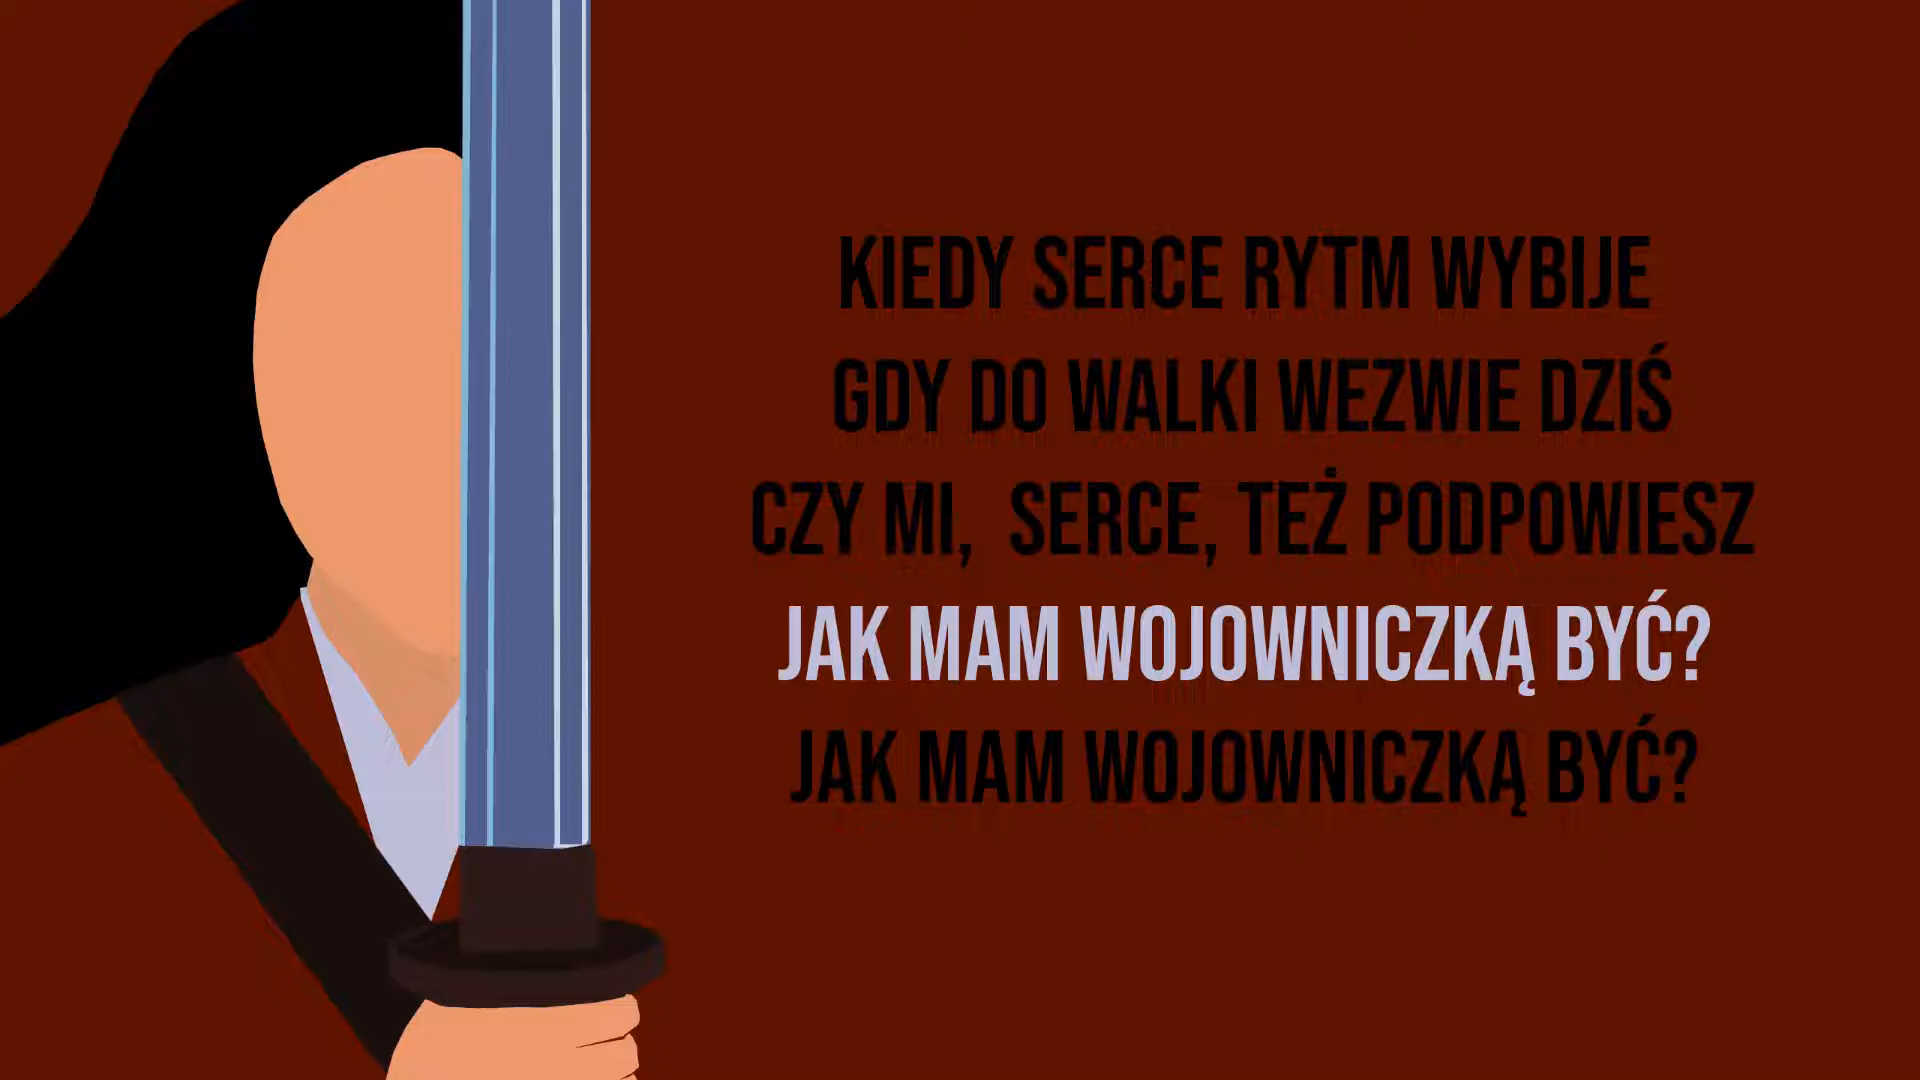 KIEDY SERCE RYTM WYBIJE
GDY DO WALKI WEZWIE DZIŚ
CZY MI, SERCE, TEŻ PODPOWIESZ
JAK MAM WOJOWNICZKĄ BYĆ?
JAK MAM WOJOWNICZKĄ BYĆ?